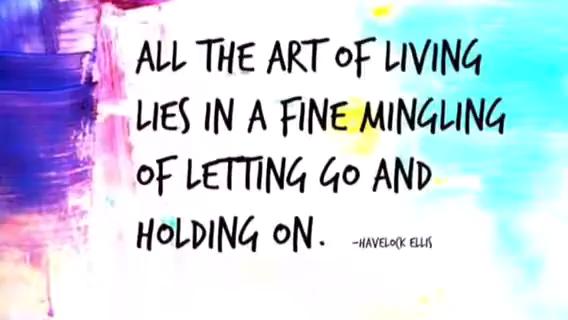 ALL THE ART OF LIVING
LIES IN A FINE MINGLING
OF LETTING GO AND
HOLDING ON.
-HAVELOCK ELLIS